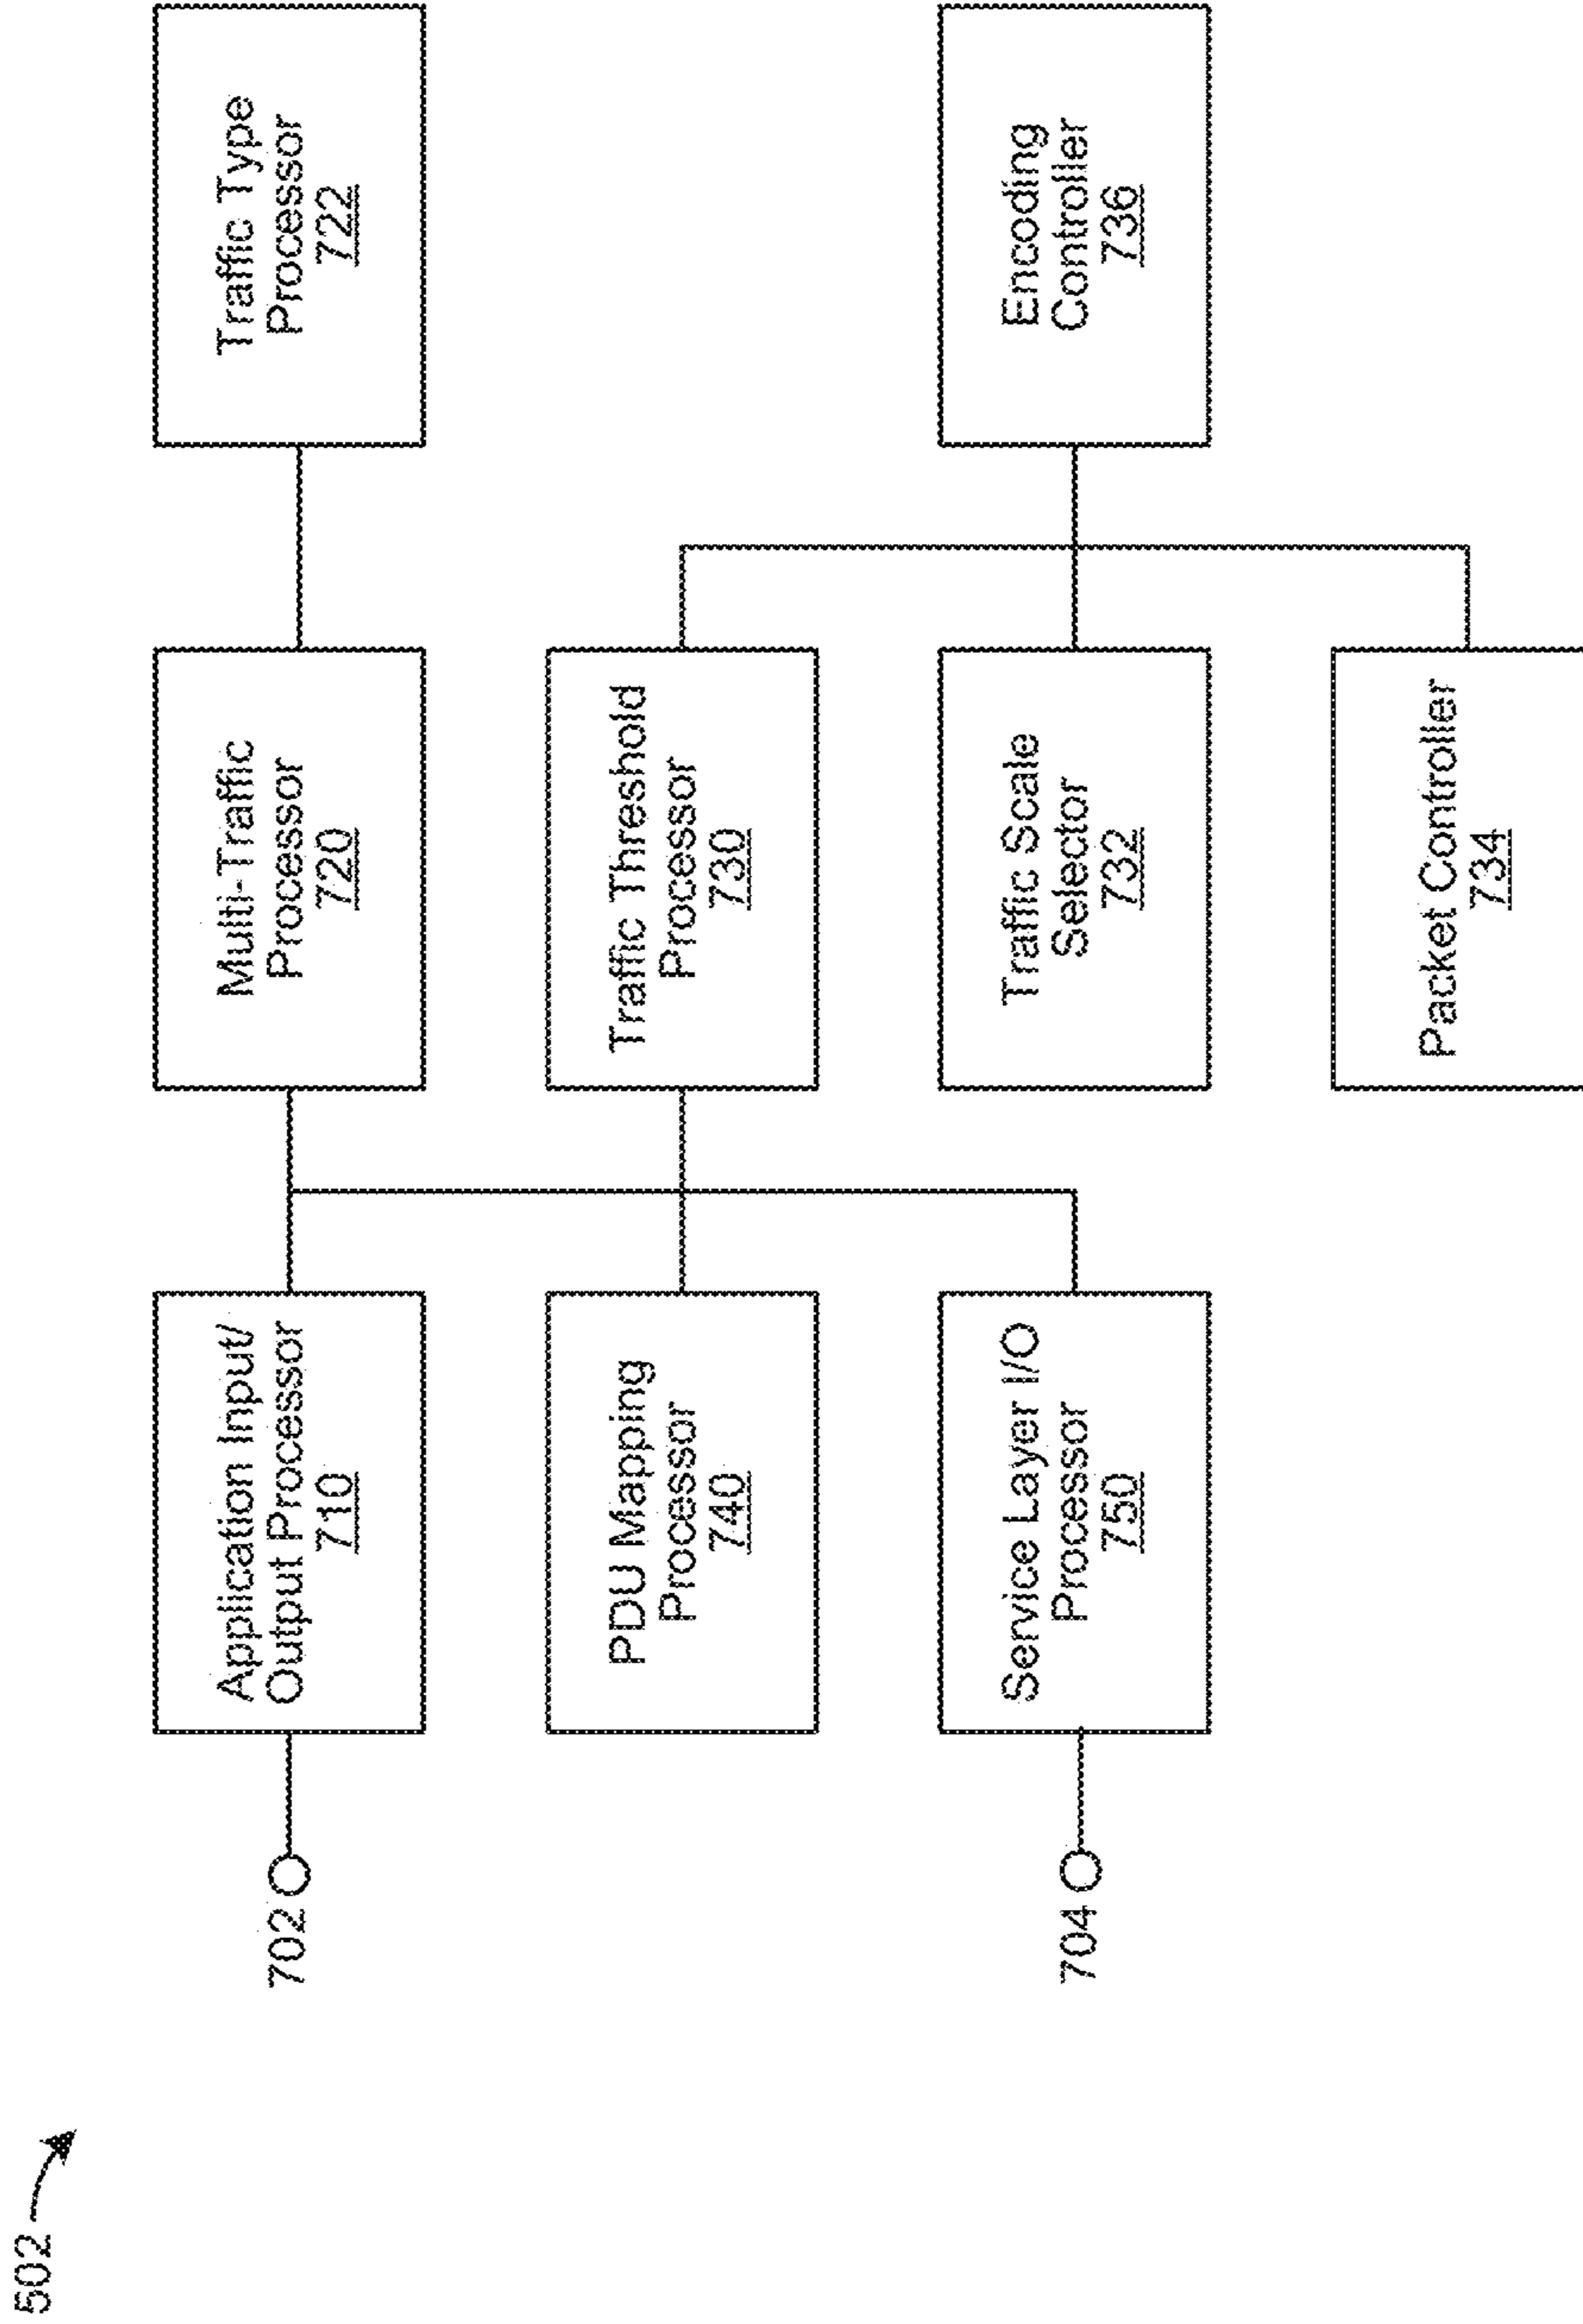 502
702
Application Input/
Output Processor
710
Multi-Traffic
Processor
720
Traffic Type
Processor
722
PDU Mapping
Processor
740
Traffic Threshold
Processor
730
704
Service Layer I/O
Processor
750
Traffic Scale
Selector
732
Encoding
Controller
736
Packet Controller
734